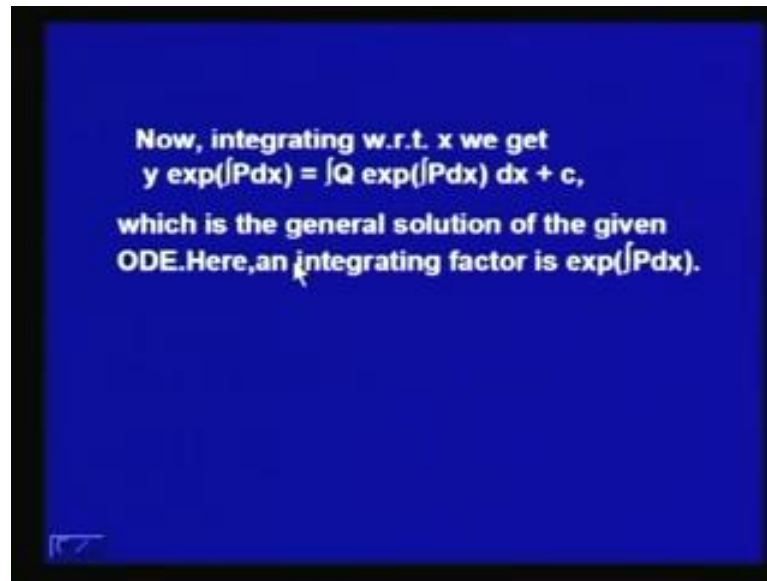 Now, integrating w.r.t. x we get
y exp(∫Pdx) = ∫Q exp(∫Pdx) dx + c,
which is the general solution of the given
ODE.Here,an integrating factor is exp(∫Pdx).